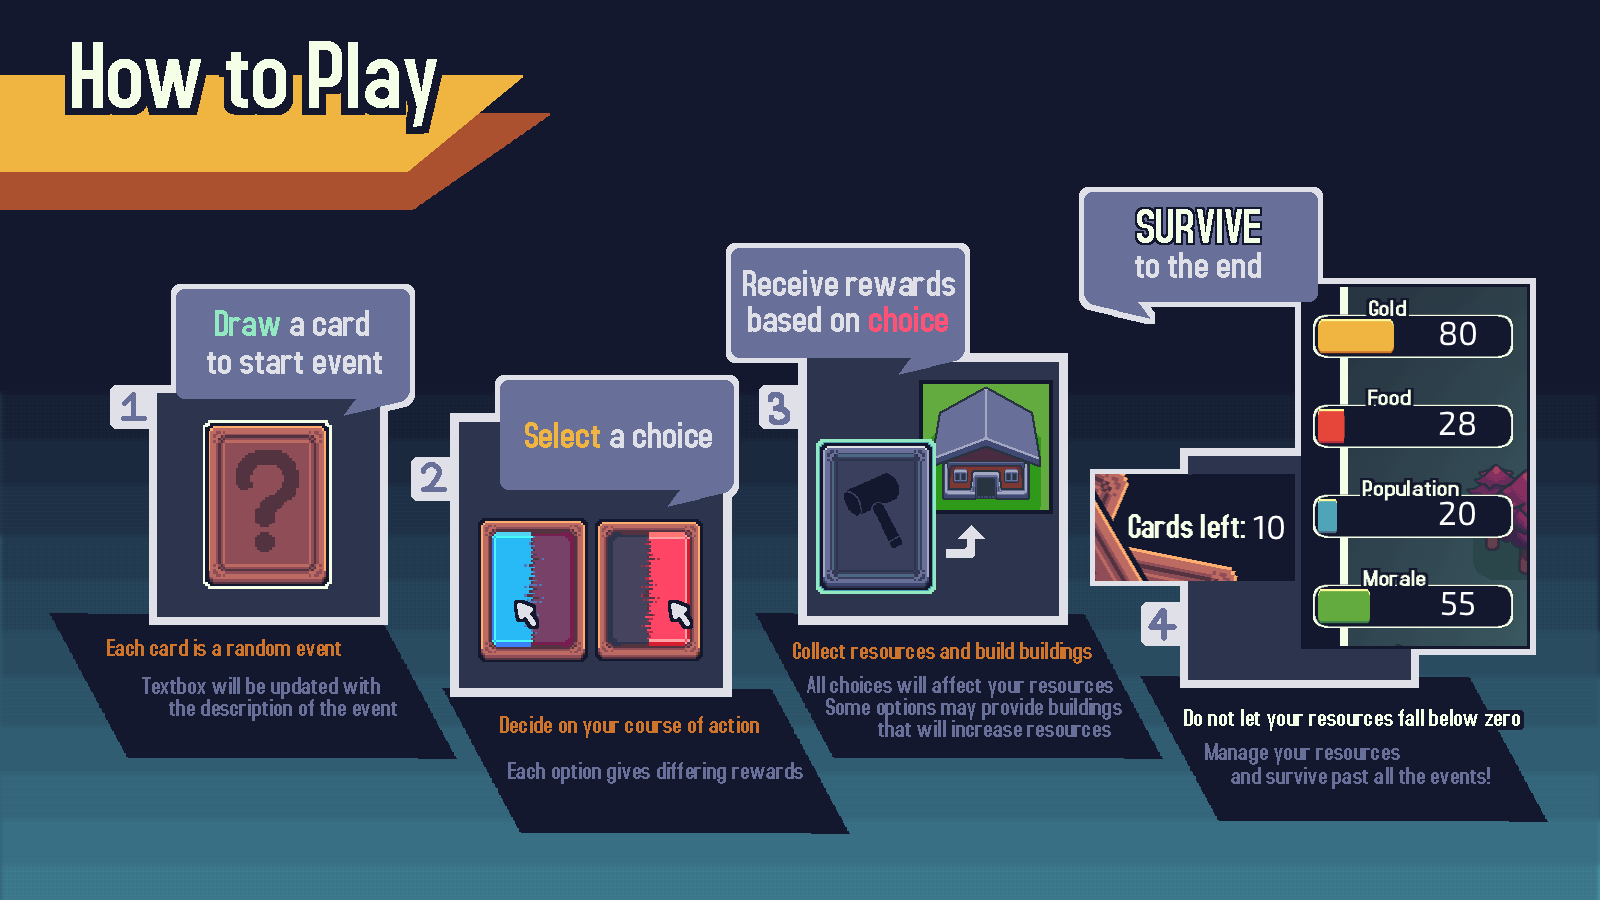 How to Play
1
Draw a card
to start event
?
Each card is a random event
Textbox will be updated with
the description of the event
2
Select a choice
Decide on your course of action
Each option gives differing rewards
3
Receive rewards
based on choice
Collect resources and build buildings
All choices will affect your resources
Some options may provide buildings
that will increase resources
4
SURVIVE
to the end
Gold
80
Food
28
Population
20
Morale
55
Cards left: 10
Do not let your resources fall below zero
Manage your resources
and survive past all the events!